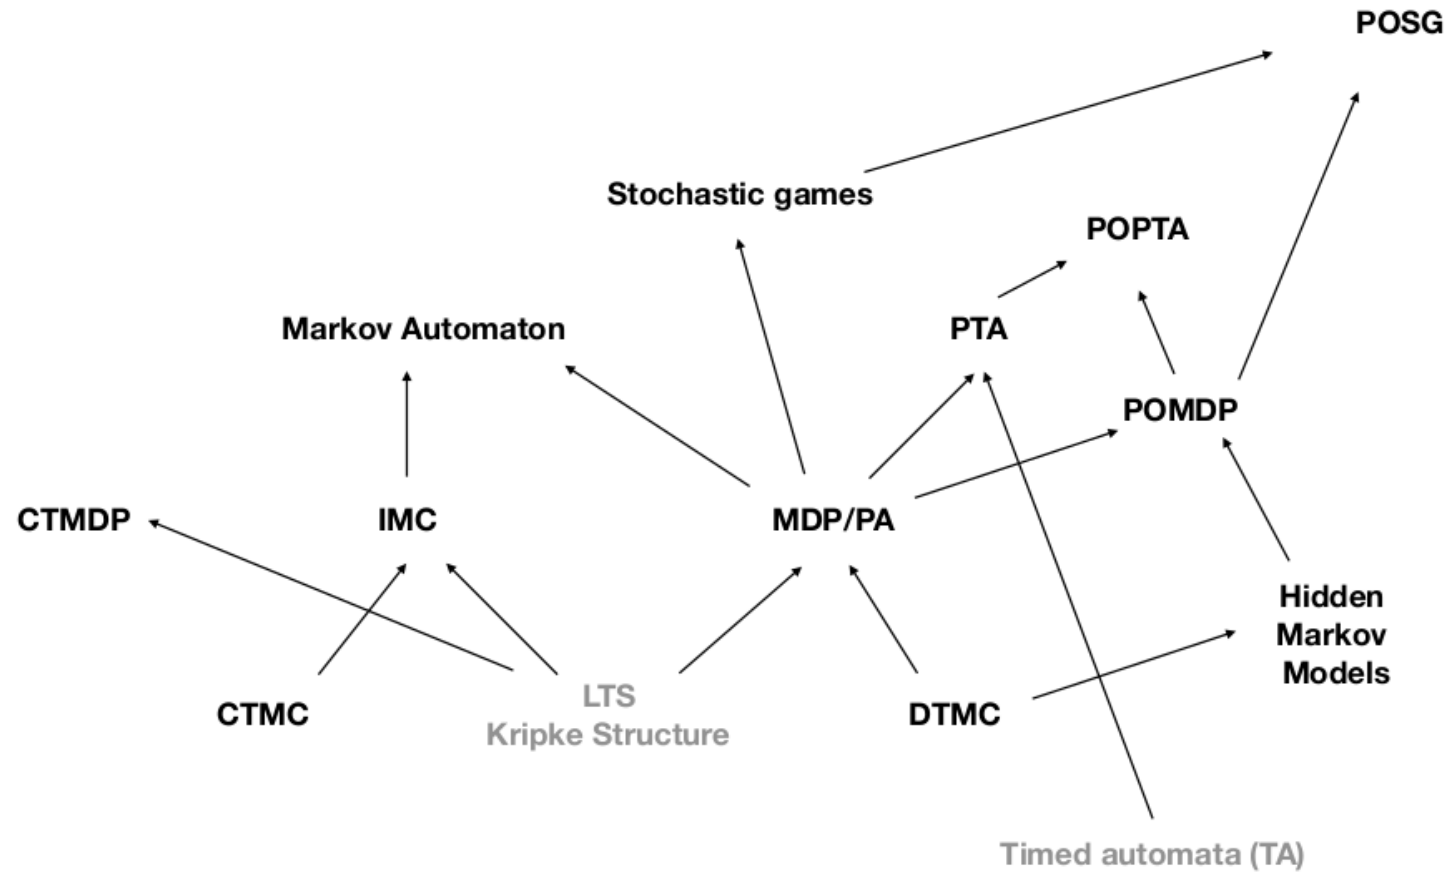 POSG
Stochastic games
POPTA
Markov Automaton
PTA
POMDP
CTMDP
IMC
MDP/PA
Hidden
Markov
Models
LTS
Kripke Structure
CTMC
DTMC
Timed automata (TA)